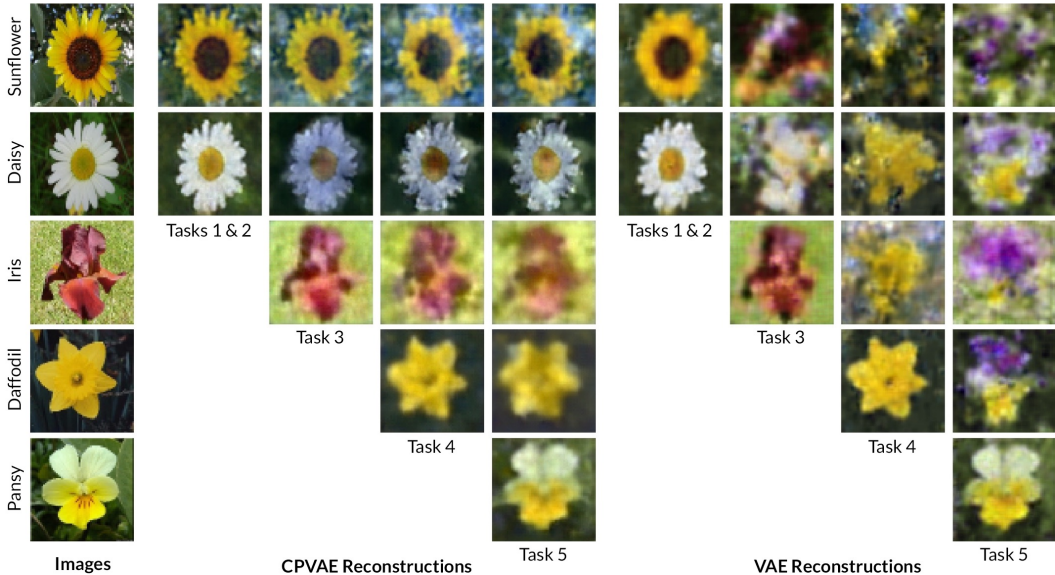 Sunflower
Daisy
Tasks 1 & 2
Tasks 1 & 2
Iris
Task 3
Task 3
Daffodil
Task 4
Task 4
Pansy
Task 5
Task 5
Images
CPVAE Reconstructions
VAE Reconstructions